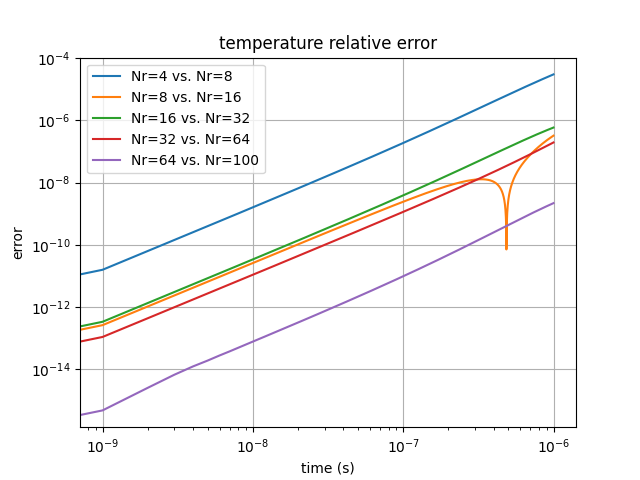 temperature relative error
Nr=4 vs. Nr=8
Nr=8 vs. Nr=16
Nr=16 vs. Nr=32
Nr=32 vs. Nr=64
Nr=64 vs. Nr=100
10⁻⁴
10⁻⁶
10⁻⁸
10⁻¹⁰
10⁻¹²
10⁻¹⁴
error
10⁻⁹ 10⁻⁸ 10⁻⁷ 10⁻⁶
time (s)